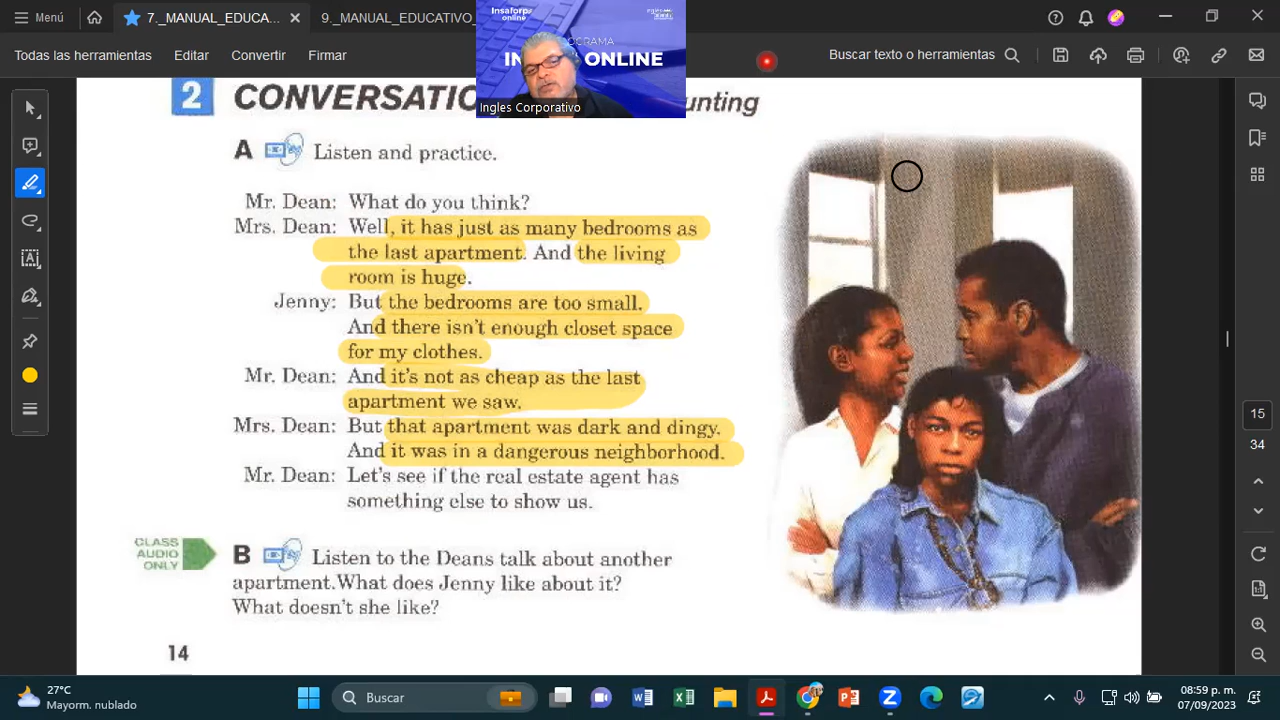 Menú
7._MANUAL_EDUCA...
9._MANUAL_EDUCATIVO_
Todas las herramientas
Editar
Convertir
Firmar
Buscar texto o herramientas
Insaforp
online
Ingles Corporativo
ONLINE
2 CONVERSATIO
unting
A Listen and practice.
Mr. Dean: What do you think?
Mrs. Dean: Well, it has just as many bedrooms as
the last apartment. And the living
room is huge.
Jenny: But the bedrooms are too small.
And there isn't enough closet space
for my clothes.
Mr. Dean: And it's not as cheap as the last
apartment we saw.
Mrs. Dean: But that apartment was dark and dingy.
And it was in a dangerous neighborhood.
Mr. Dean: Let's see if the real estate agent has
something else to show us.
CLASS
AUDIO
ONLY
B Listen to the Deans talk about another
apartment. What does Jenny like about it?
What doesn't she like?
14
15
34
27°C
Mayorm. nublado
Buscar
08:59 p. m.
07/09/2023